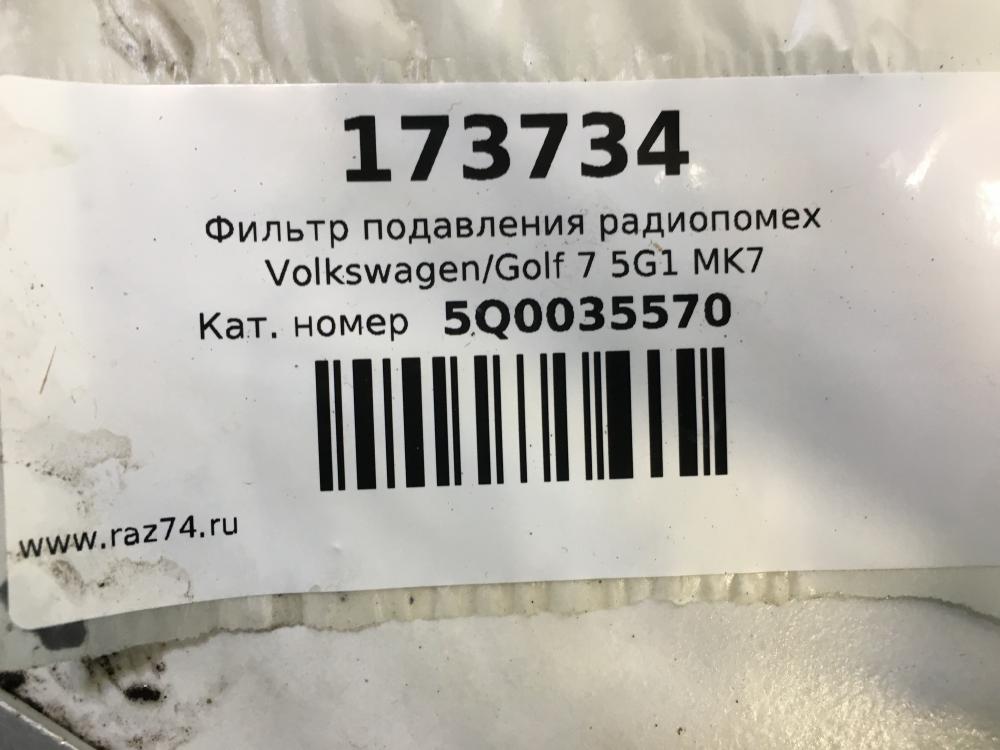 173734
Фильтр подавления радиопомех
Volkswagen/Golf 7 5G1 MK7
Кат. номер 5Q0035570
www.raz74.ru